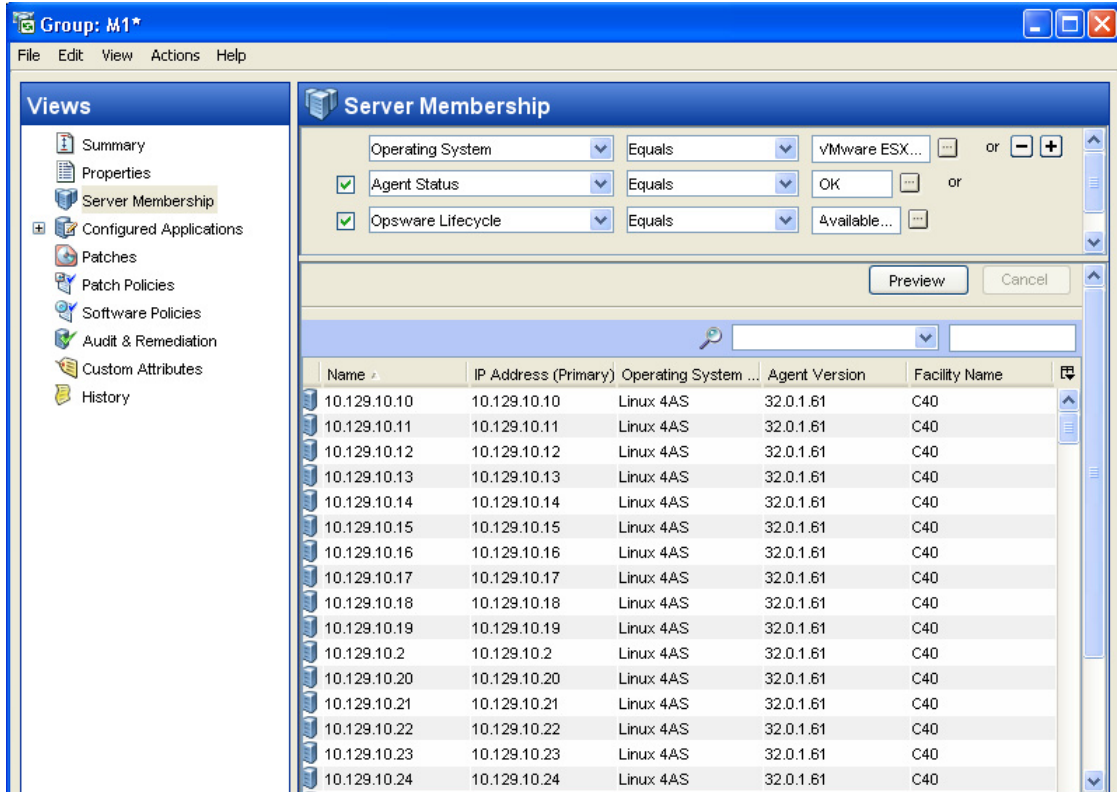 Group: M1*
File Edit View Actions Help
Views
Summary
Properties
Server Membership
Configured Applications
Patches
Patch Policies
Software Policies
Audit & Remediation
Custom Attributes
History
Server Membership
Operating System Equals VMware ESX... ... or
Agent Status Equals OK ... or
Opsware Lifecycle Equals Available... ...
Preview Cancel
Name IP Address (Primary) Operating System ... Agent Version Facility Name
10.129.10.10 10.129.10.10 Linux 4AS 32.0.1.61 C40
10.129.10.11 10.129.10.11 Linux 4AS 32.0.1.61 C40
10.129.10.12 10.129.10.12 Linux 4AS 32.0.1.61 C40
10.129.10.13 10.129.10.13 Linux 4AS 32.0.1.61 C40
10.129.10.14 10.129.10.14 Linux 4AS 32.0.1.61 C40
10.129.10.15 10.129.10.15 Linux 4AS 32.0.1.61 C40
10.129.10.16 10.129.10.16 Linux 4AS 32.0.1.61 C40
10.129.10.17 10.129.10.17 Linux 4AS 32.0.1.61 C40
10.129.10.18 10.129.10.18 Linux 4AS 32.0.1.61 C40
10.129.10.19 10.129.10.19 Linux 4AS 32.0.1.61 C40
10.129.10.2 10.129.10.2 Linux 4AS 32.0.1.61 C40
10.129.10.20 10.129.10.20 Linux 4AS 32.0.1.61 C40
10.129.10.21 10.129.10.21 Linux 4AS 32.0.1.61 C40
10.129.10.22 10.129.10.22 Linux 4AS 32.0.1.61 C40
10.129.10.23 10.129.10.23 Linux 4AS 32.0.1.61 C40
10.129.10.24 10.129.10.24 Linux 4AS 32.0.1.61 C40